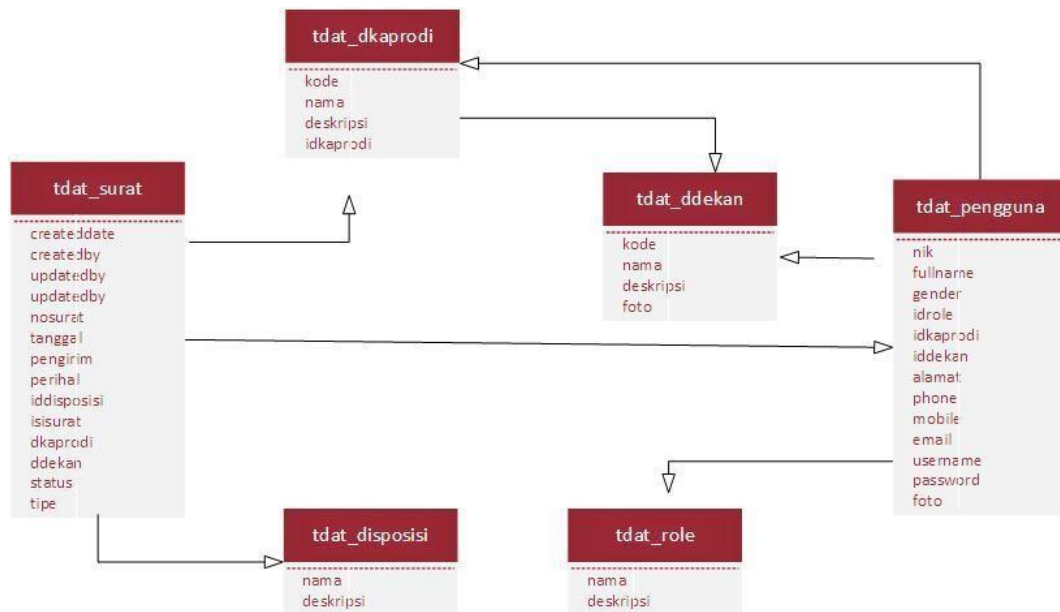 tdat_dkaprodi
kode
nama
deskripsi
idkaprodi
tdat_surat
createddate
createdby
updatedby
updatedby
nosurat
tanggal
pengirim
perihal
iddisposisi
isisurat
dkaprodi
ddekan
status
tipe
tdat_ddekan
kode
nama
deskripsi
foto
tdat_pengguna
nik
fullname
gender
idrole
idkaprodi
iddekan
alamat
phone
mobile
email
username
password
foto
tdat_disposisi
nama
deskripsi
tdat_role
nama
deskripsi